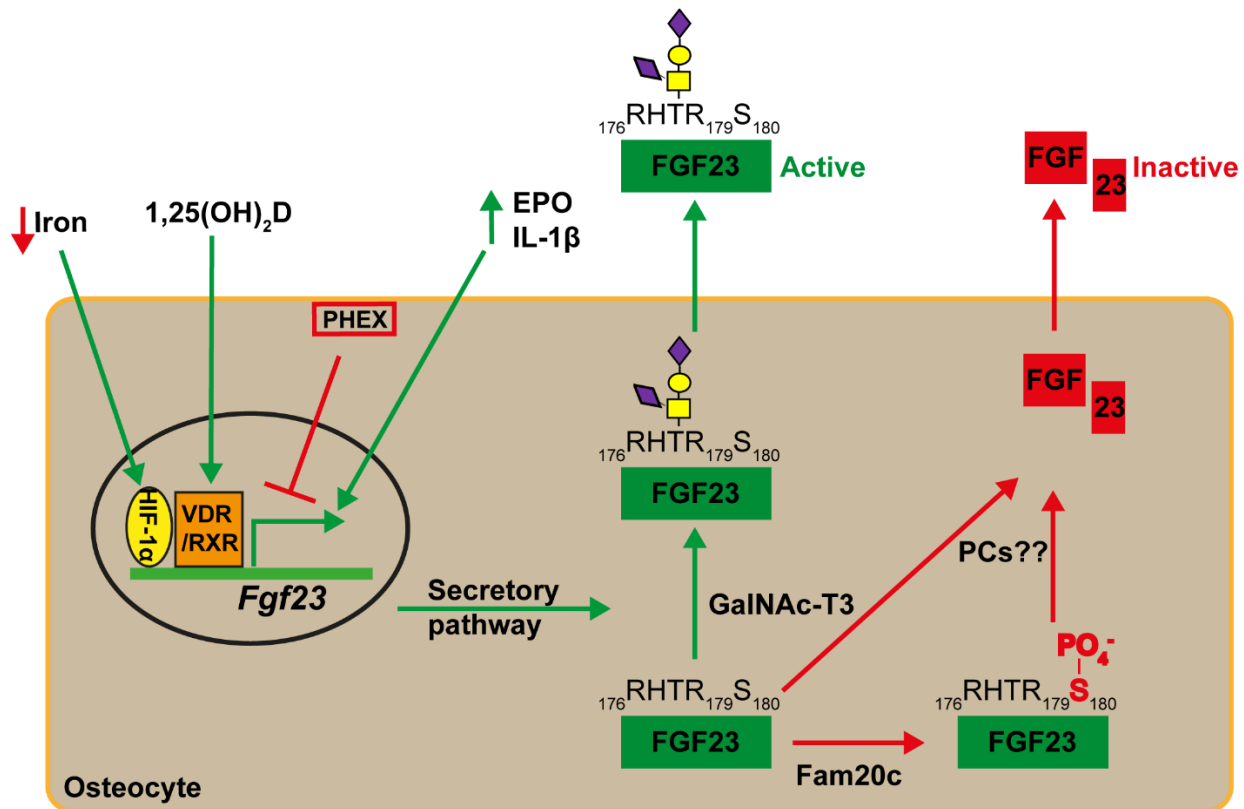 176RHTR179S180
FGF23
Active
FGF
23
Inactive
Iron
1,25(OH)2D
EPO
IL-1β
PHEX
176RHTR179S180
FGF23
FGF
23
HIF-1α
VDR
/RXR
Fgf23
Secretory
pathway
GalNAc-T3
PCs??
PO4-
176RHTR179S180
FGF23
176RHTR179S180
FGF23
Fam20c
Osteocyte